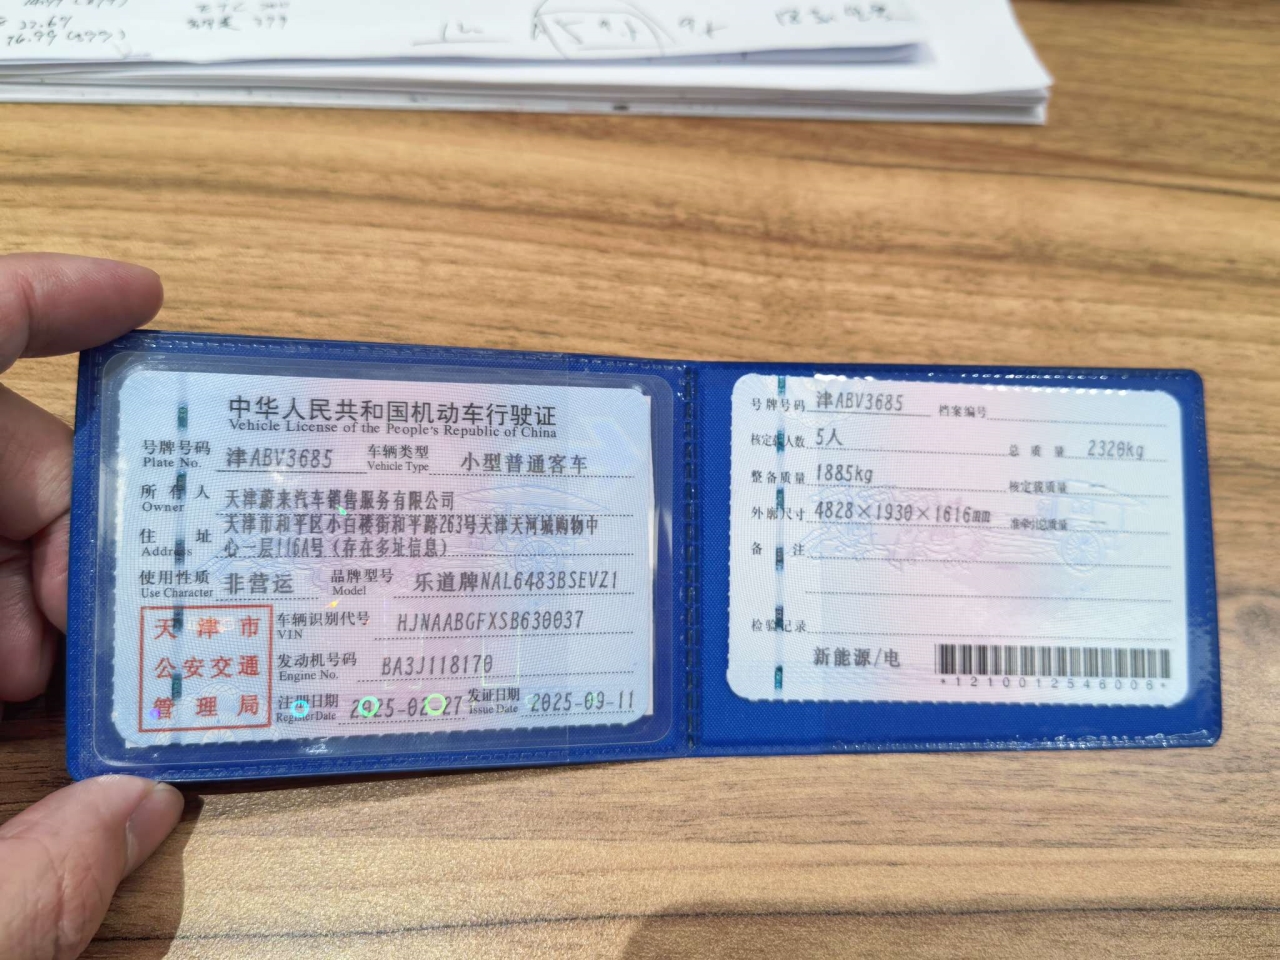 中华人民共和国机动车行驶证
Vehicle License of the People's Republic of China
号牌号码 津ABV3685 车辆类型 小型普通客车
Plate No. Vehicle Type
所有人 天津蔚来汽车销售服务有限公司
Owner
住址 天津市和平区小白楼街和平路263号天津天河城购物中
Address 心一层116A号(存在多址信息)
使用性质 非营运 品牌型号 乐道牌NAL6483BSEVZ1
Use Character Model
天津市
公安交通
管理局
车辆识别代号 HJNAABGFXSB630037
VIN
发动机号码 BA3J118170
Engine No.
注册日期 2025-02-27 发证日期 2025-09-11
Register Date Issue Date
号牌号码 津ABV3685 档案编号
核定载人数 5人 总质量 2320kg
整备质量 1885kg 核定载质量 --
外廓尺寸 4828×1930×1616mm 准牵引总质量 --
备注
检验记录
新能源/电
*1210012546006*